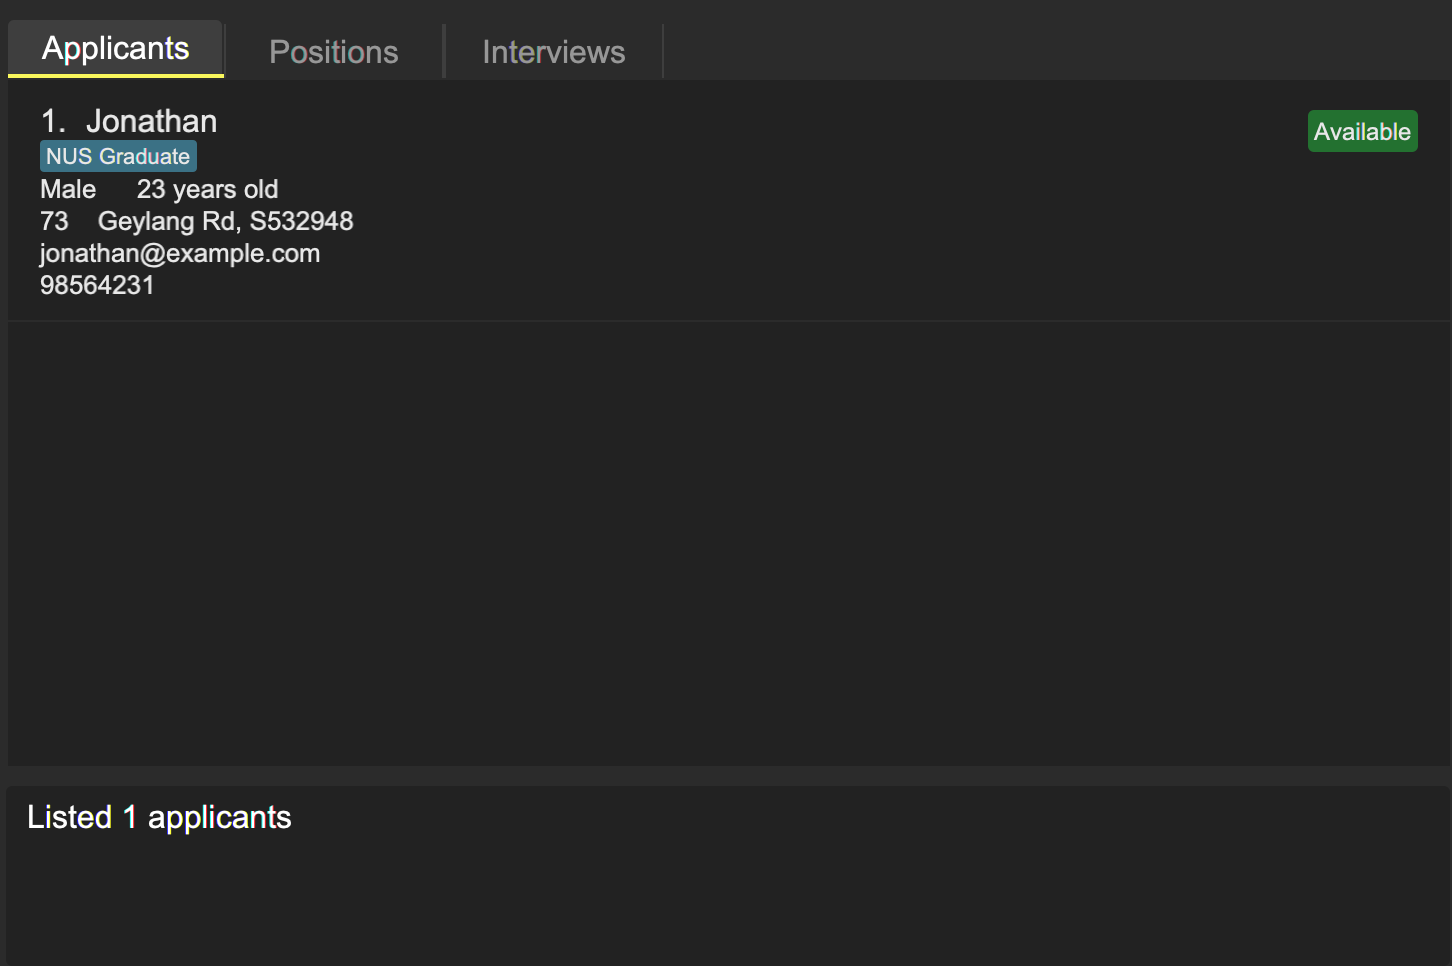 Applicants Positions Interviews
1. Jonathan
Available
NUS Graduate
Male 23 years old
73 Geylang Rd, S532948
jonathan@example.com
98564231
Listed 1 applicants